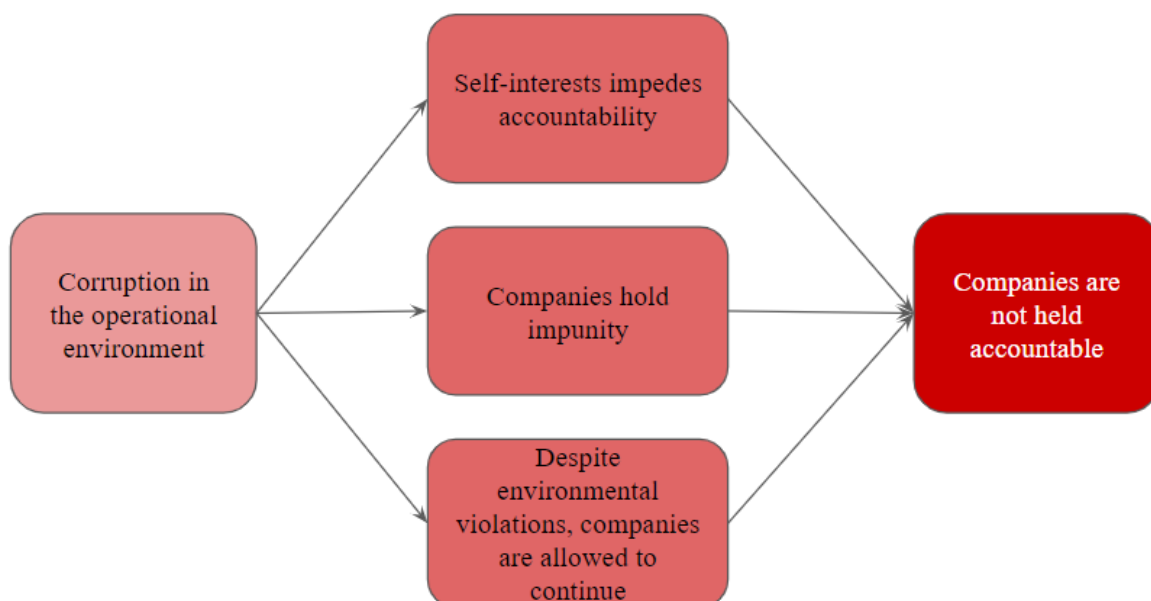 Self-interests impedes
accountability
Corruption in
the operational
environment
Companies hold
impunity
Companies are
not held
accountable
Despite
environmental
violations, companies
are allowed to
continue